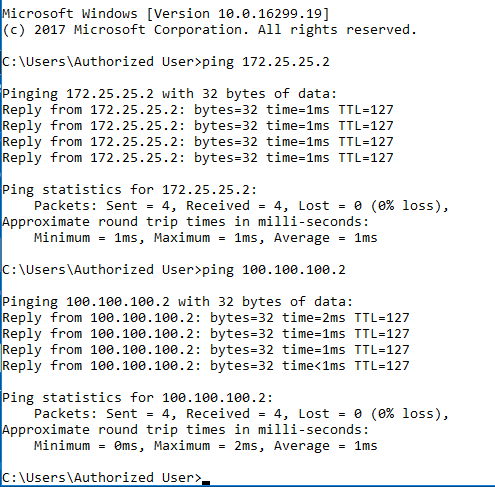 Microsoft Windows [Version 10.0.16299.19]
(c) 2017 Microsoft Corporation. All rights reserved.
C:\Users\Authorized User>ping 172.25.25.2
Pinging 172.25.25.2 with 32 bytes of data:
Reply from 172.25.25.2: bytes=32 time=1ms TTL=127
Reply from 172.25.25.2: bytes=32 time=1ms TTL=127
Reply from 172.25.25.2: bytes=32 time=1ms TTL=127
Reply from 172.25.25.2: bytes=32 time=1ms TTL=127
Ping statistics for 172.25.25.2:
    Packets: Sent = 4, Received = 4, Lost = 0 (0% loss),
Approximate round trip times in milli-seconds:
    Minimum = 1ms, Maximum = 1ms, Average = 1ms
C:\Users\Authorized User>ping 100.100.100.2
Pinging 100.100.100.2 with 32 bytes of data:
Reply from 100.100.100.2: bytes=32 time=2ms TTL=127
Reply from 100.100.100.2: bytes=32 time=1ms TTL=127
Reply from 100.100.100.2: bytes=32 time=1ms TTL=127
Reply from 100.100.100.2: bytes=32 time<1ms TTL=127
Ping statistics for 100.100.100.2:
    Packets: Sent = 4, Received = 4, Lost = 0 (0% loss),
Approximate round trip times in milli-seconds:
    Minimum = 0ms, Maximum = 2ms, Average = 1ms
C:\Users\Authorized User>